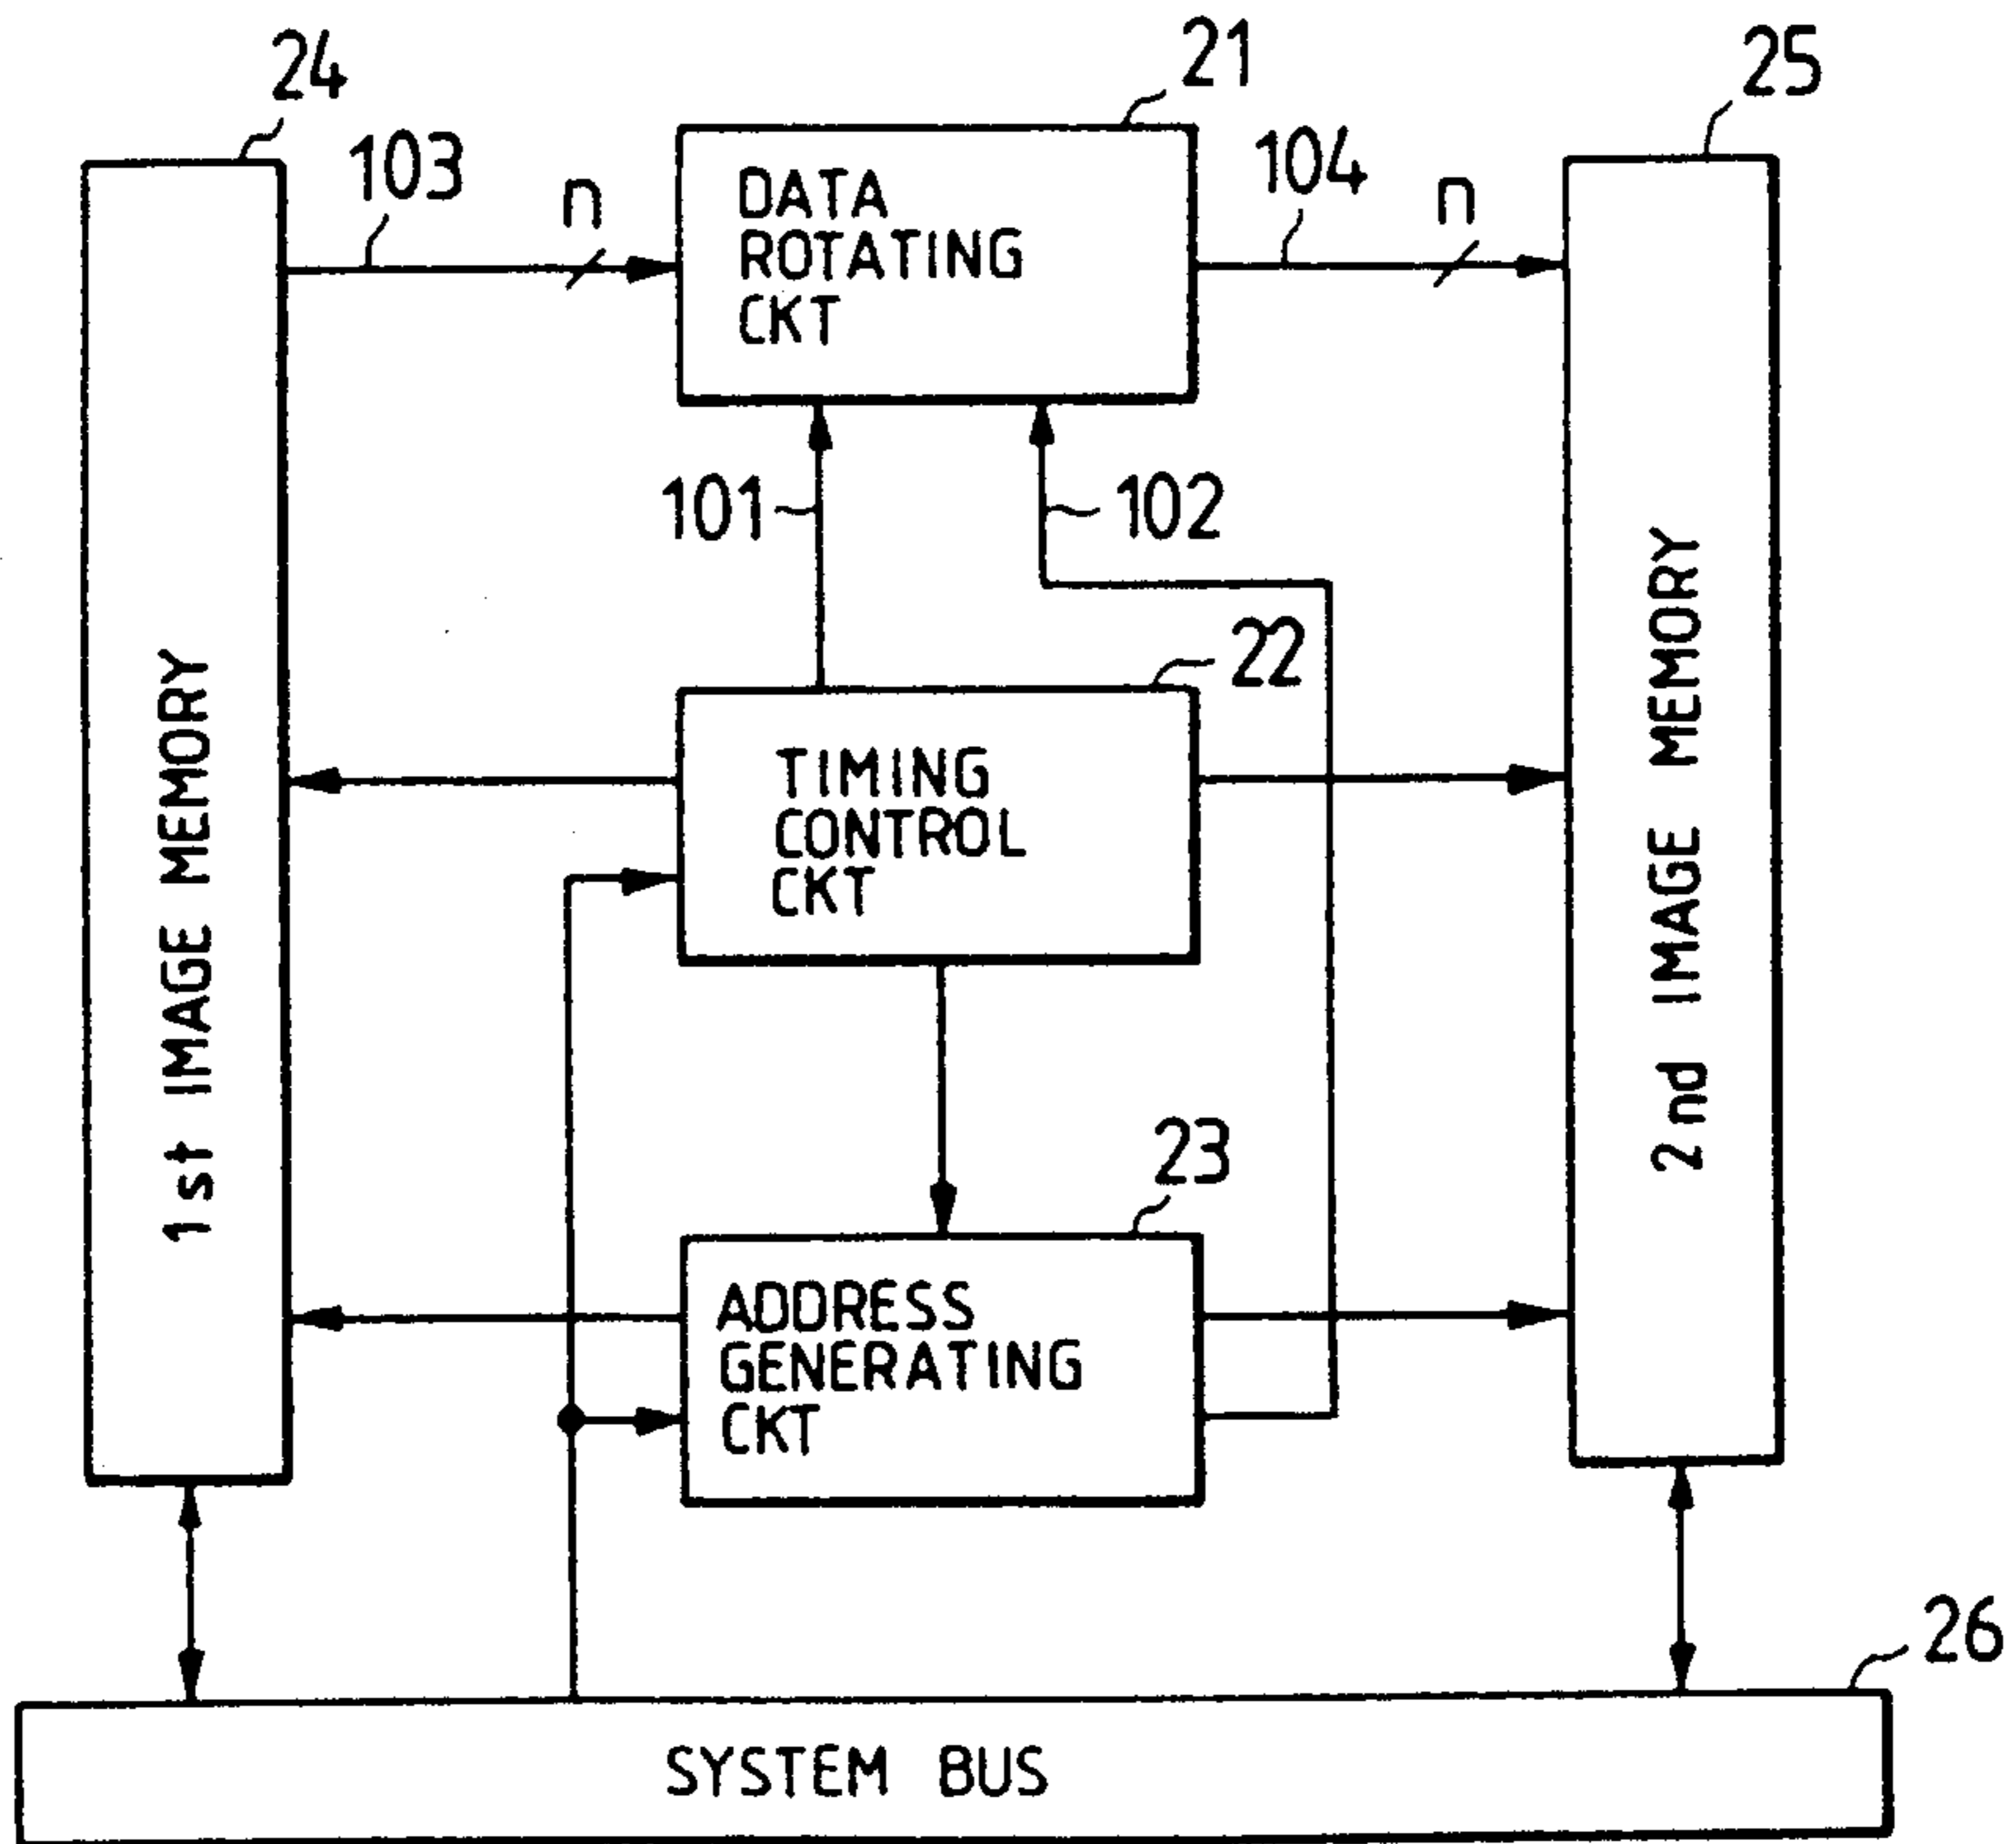 24
21
25
103
n
DATA
ROTATING
CKT
104
n
101
102
22
TIMING
CONTROL
CKT
1st IMAGE MEMORY
2nd IMAGE MEMORY
23
ADDRESS
GENERATING
CKT
26
SYSTEM BUS